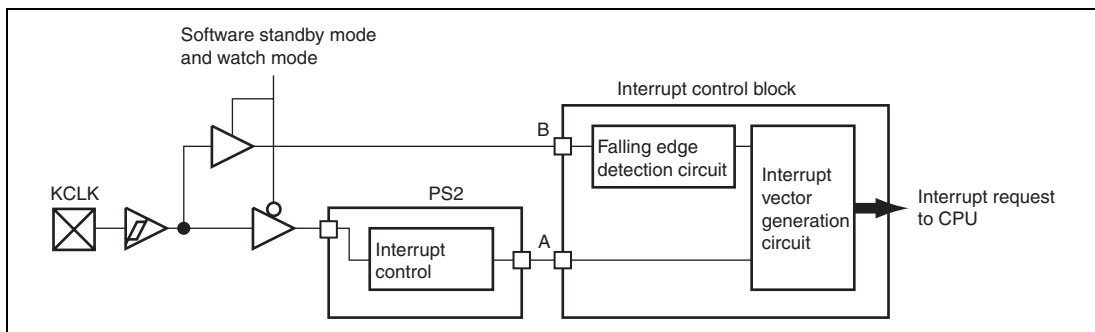 Software standby mode
and watch mode
Interrupt control block
B
Falling edge
detection circuit
KCLK
PS2
Interrupt
vector
generation
circuit
Interrupt request
to CPU
A
Interrupt
control